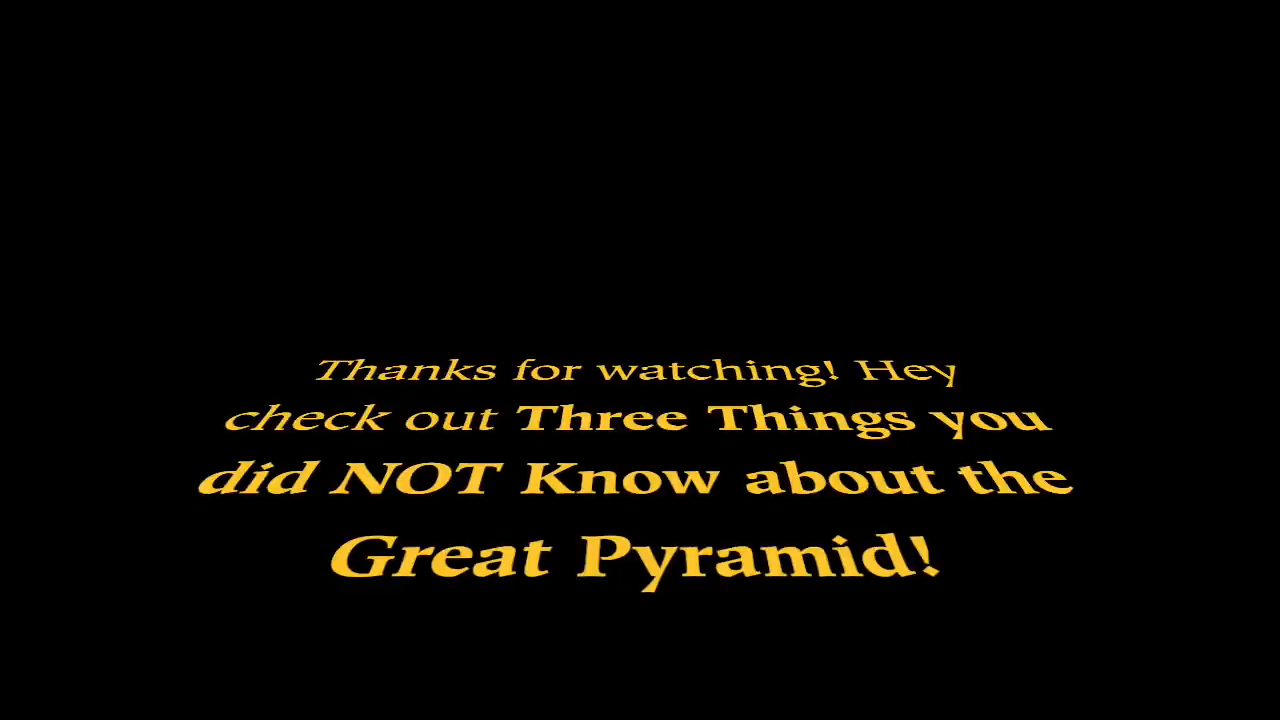 Thanks for watching! Hey
check out Three Things you
did NOT Know about the
Great Pyramid!